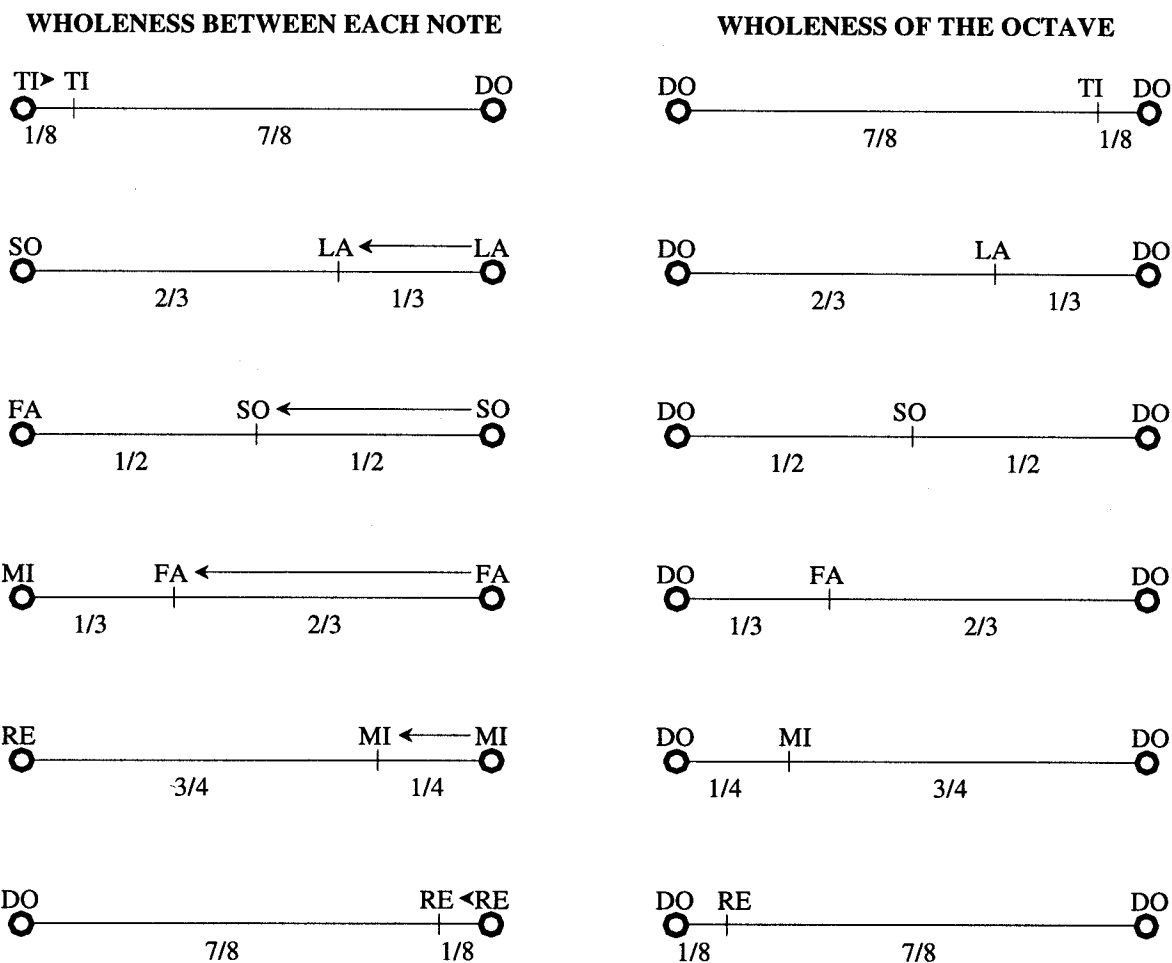 WHOLENESS BETWEEN EACH NOTE
TI TI DO
1/8 7/8
SO LA LA
2/3 1/3
FA SO SO
1/2 1/2
MI FA FA
1/3 2/3
RE MI MI
3/4 1/4
DO RE RE
7/8 1/8
WHOLENESS OF THE OCTAVE
DO TI DO
7/8 1/8
DO LA DO
2/3 1/3
DO SO DO
1/2 1/2
DO FA DO
1/3 2/3
DO MI DO
1/4 3/4
DO RE DO
1/8 7/8